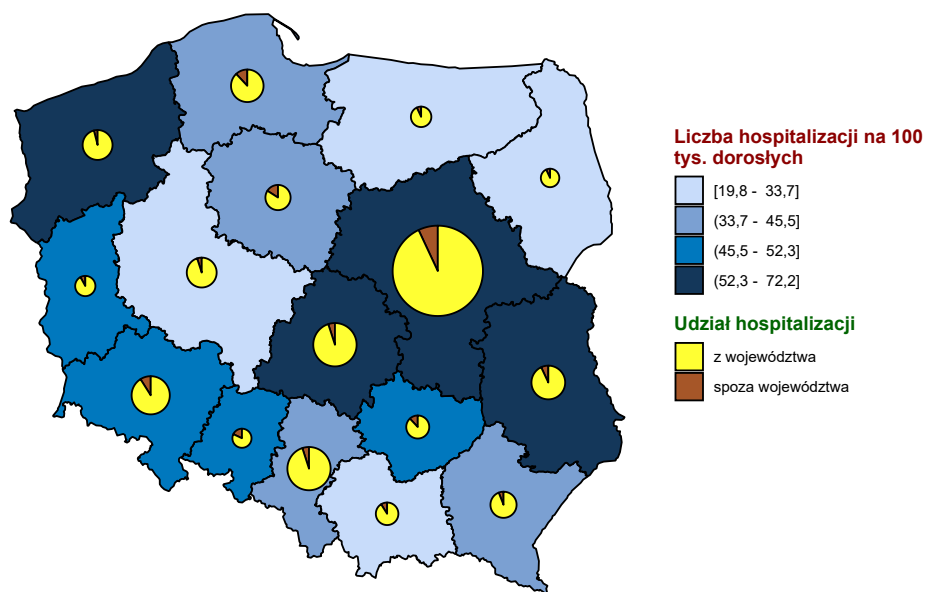 Liczba hospitalizacji na 100
tys. dorosłych
[19,8 - 33,7]
(33,7 - 45,5]
(45,5 - 52,3]
(52,3 - 72,2]
Udział hospitalizacji
z województwa
spoza województwa